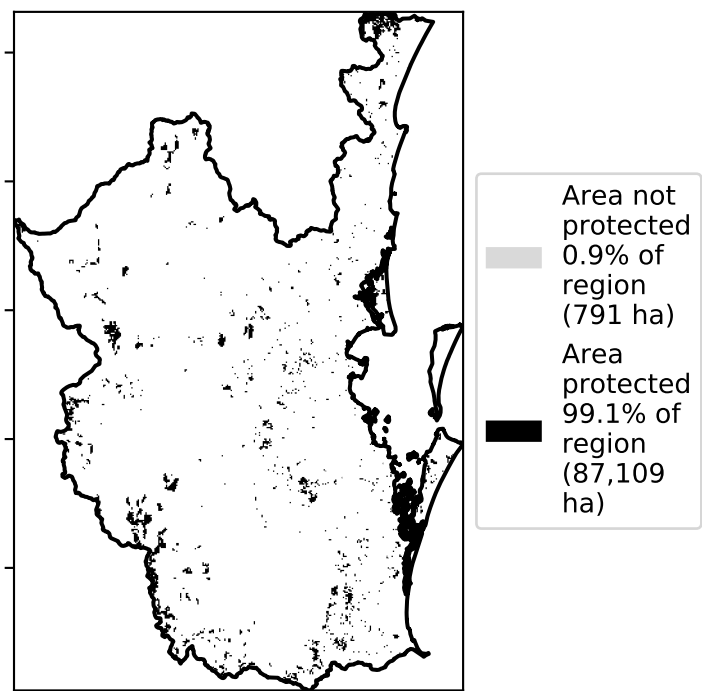 Area not
protected
0.9% of
region
(791 ha)
Area
protected
99.1% of
region
(87,109
ha)